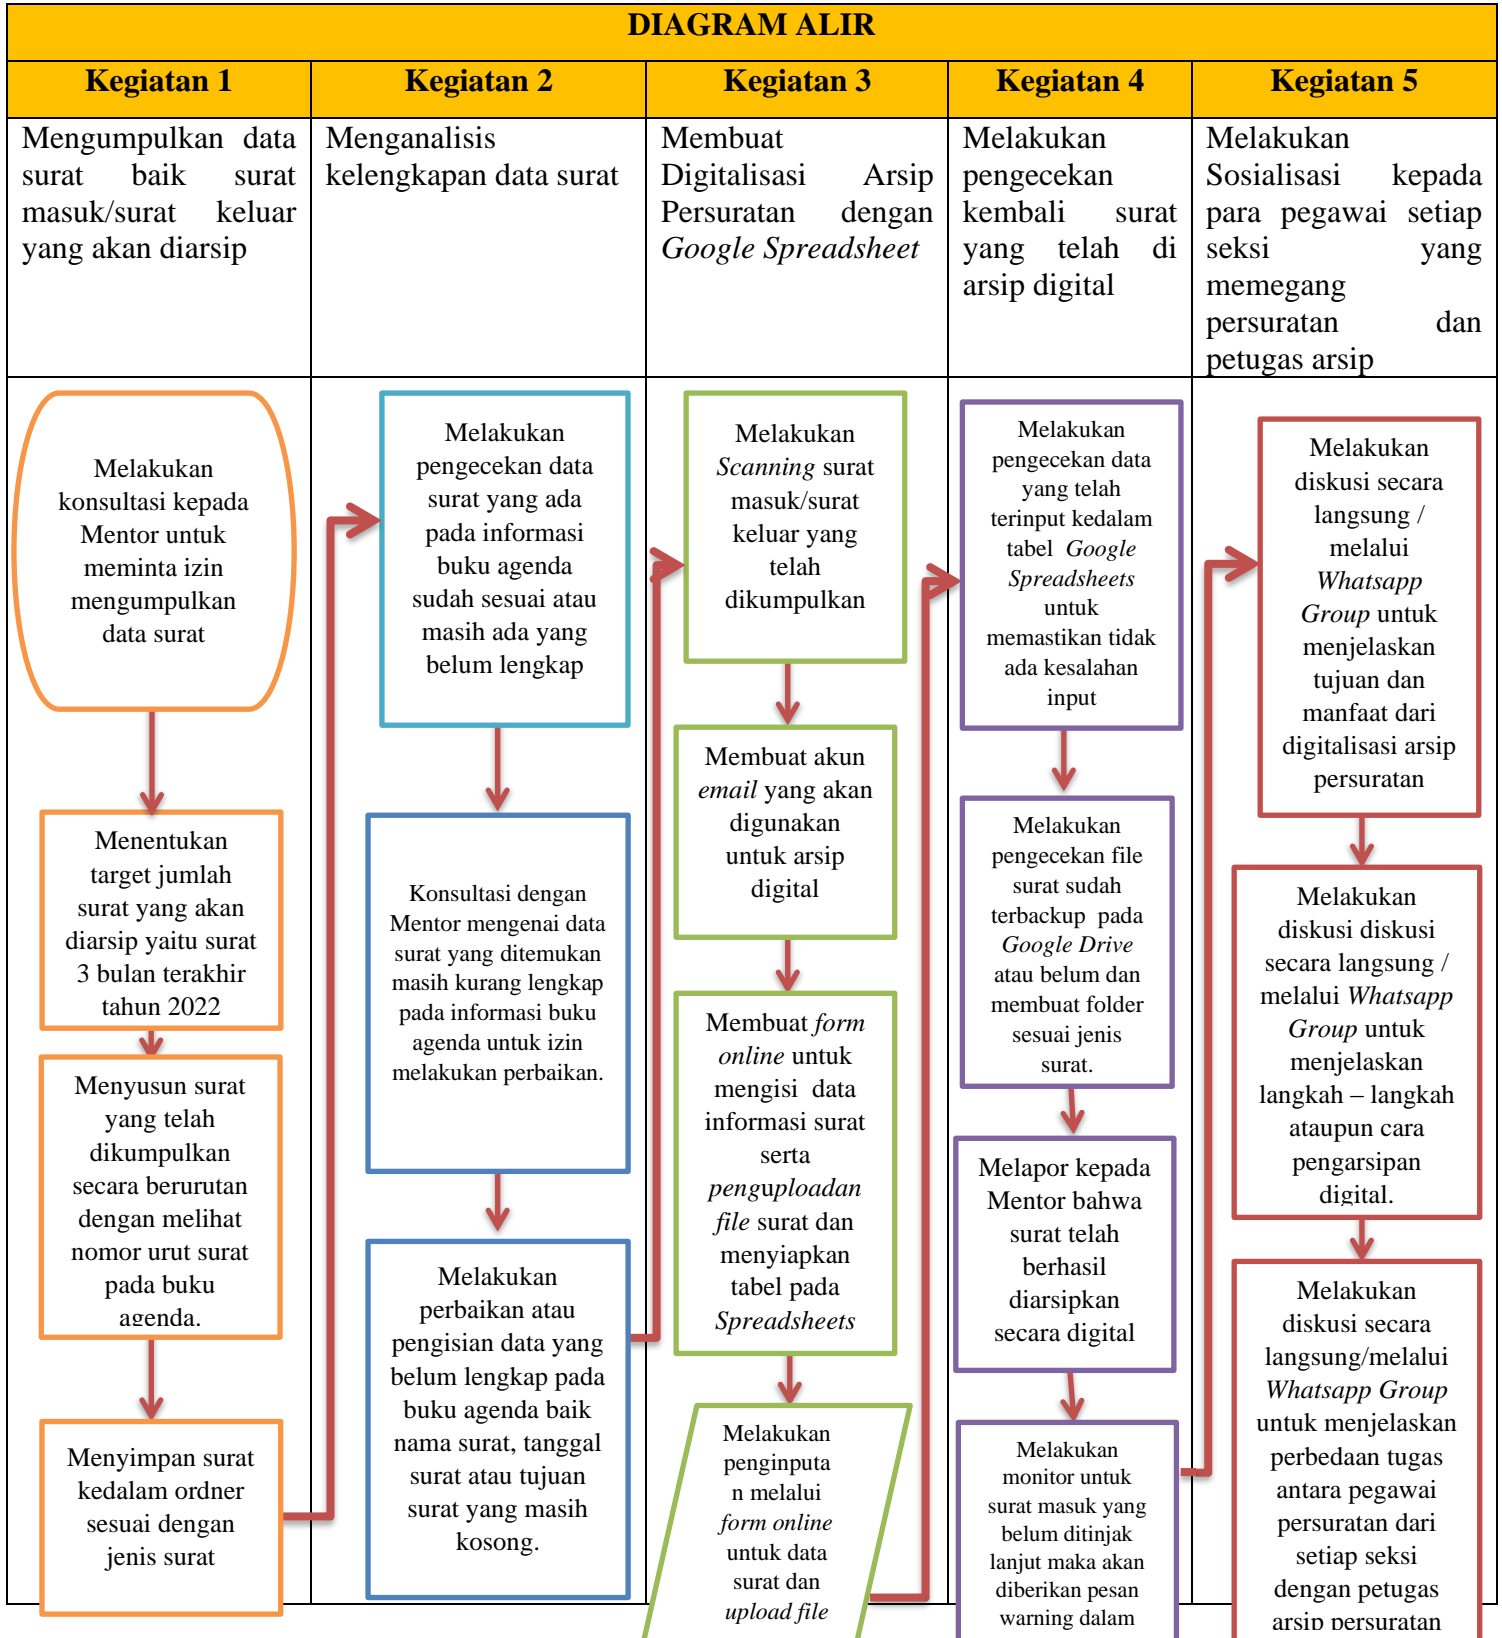 DIAGRAM ALIR
Kegiatan 1
Kegiatan 2
Kegiatan 3
Kegiatan 4
Kegiatan 5
Mengumpulkan data
surat baik surat
masuk/surat keluar
yang akan diarsip
Menganalisis
kelengkapan data surat
Membuat
Digitalisasi Arsip
Persuratan dengan
Google Spreadsheet
Melakukan
pengecekan
kembali surat
yang telah di
arsip digital
Melakukan
Sosialisasi kepada
para pegawai setiap
seksi yang
memegang
persuratan dan
petugas arsip
Melakukan
konsultasi kepada
Mentor untuk
meminta izin
mengumpulkan
data surat
Menentukan
target jumlah
surat yang akan
diarsip yaitu surat
3 bulan terakhir
tahun 2022
Menyusun surat
yang telah
dikumpulkan
secara berurutan
dengan melihat
nomor urut surat
pada buku
agenda.
Menyimpan surat
kedalam ordner
sesuai dengan
jenis surat
Melakukan
pengecekan data
surat yang ada
pada informasi
buku agenda
sudah sesuai atau
masih ada yang
belum lengkap
Konsultasi dengan
Mentor mengenai data
surat yang ditemukan
masih kurang lengkap
pada informasi buku
agenda untuk izin
melakukan perbaikan.
Melakukan
perbaikan atau
pengisian data yang
belum lengkap pada
buku agenda baik
nama surat, tanggal
surat atau tujuan
surat yang masih
kosong.
Melakukan
Scanning surat
masuk/surat
keluar yang
telah
dikumpulkan
Membuat akun
email yang akan
digunakan
untuk arsip
digital
Membuat form
online untuk
mengisi data
informasi surat
serta
penguploadan
file surat dan
menyiapkan
tabel pada
Spreadsheets
Melakukan
penginputa
n melalui
form online
untuk data
surat dan
upload file
Melakukan
pengecekan data
yang telah
terinput kedalam
tabel Google
Spreadsheets
untuk
memastikan tidak
ada kesalahan
input
Melakukan
pengecekan file
surat sudah
terbackup pada
Google Drive
atau belum dan
membuat folder
sesuai jenis
surat.
Melapor kepada
Mentor bahwa
surat telah
berhasil
diarsipkan
secara digital
Melakukan
monitor untuk
surat masuk yang
belum ditinjak
lanjut maka akan
diberikan pesan
warning dalam
Melakukan
diskusi secara
langsung /
melalui
Whatsapp
Group untuk
menjelaskan
tujuan dan
manfaat dari
digitalisasi arsip
persuratan
Melakukan
diskusi diskusi
secara langsung /
melalui Whatsapp
Group untuk
menjelaskan
langkah – langkah
ataupun cara
pengarsipan
digital.
Melakukan
diskusi secara
langsung/melalui
Whatsapp Group
untuk menjelaskan
perbedaan tugas
antara pegawai
persuratan dari
setiap seksi
dengan petugas
arsip persuratan